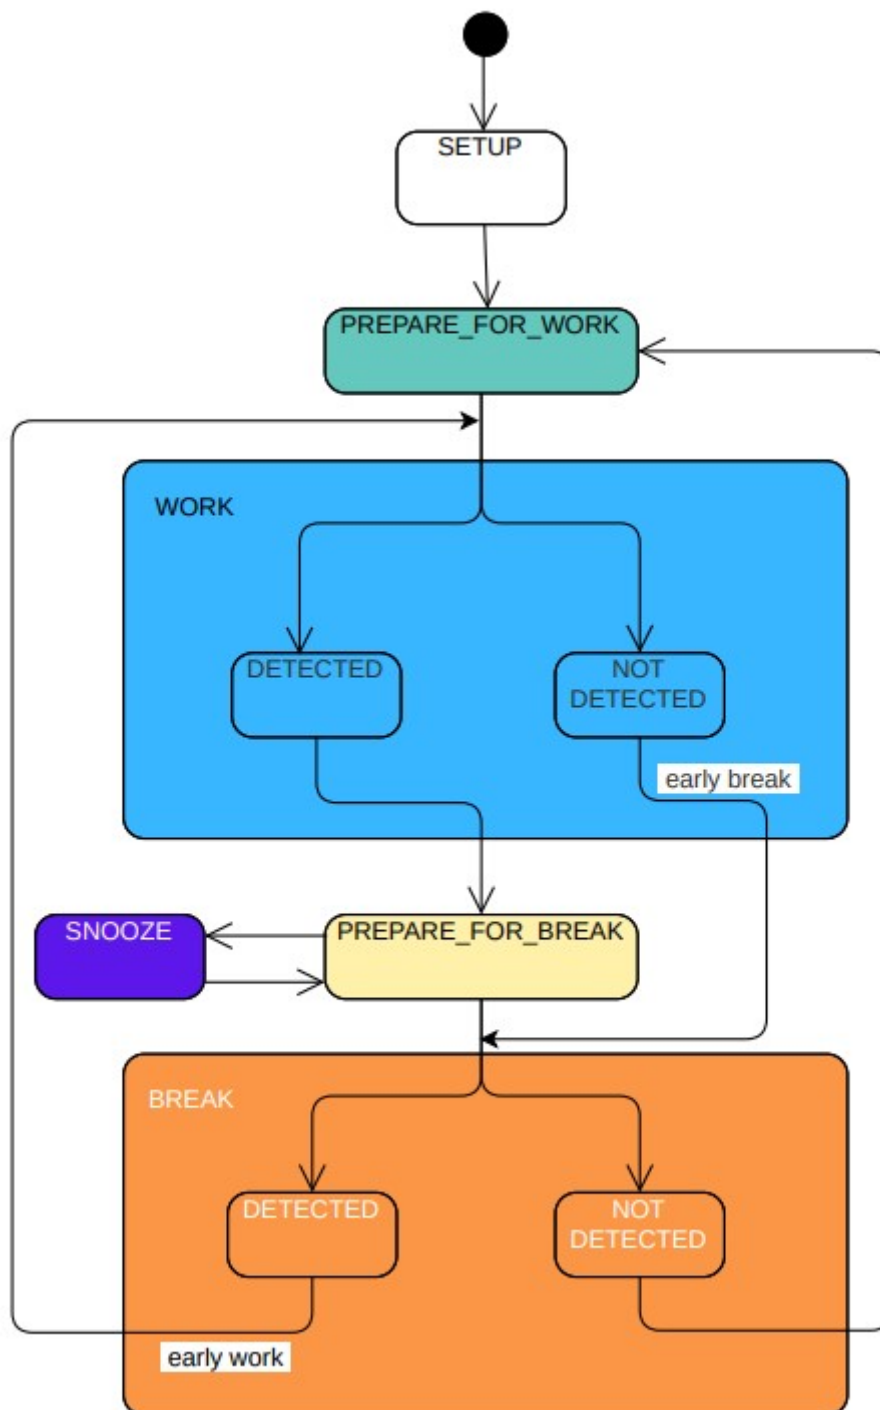 SETUP
PREPARE_FOR_WORK
WORK
DETECTED
NOT
DETECTED
early break
SNOOZE
PREPARE_FOR_BREAK
BREAK
DETECTED
NOT
DETECTED
early work